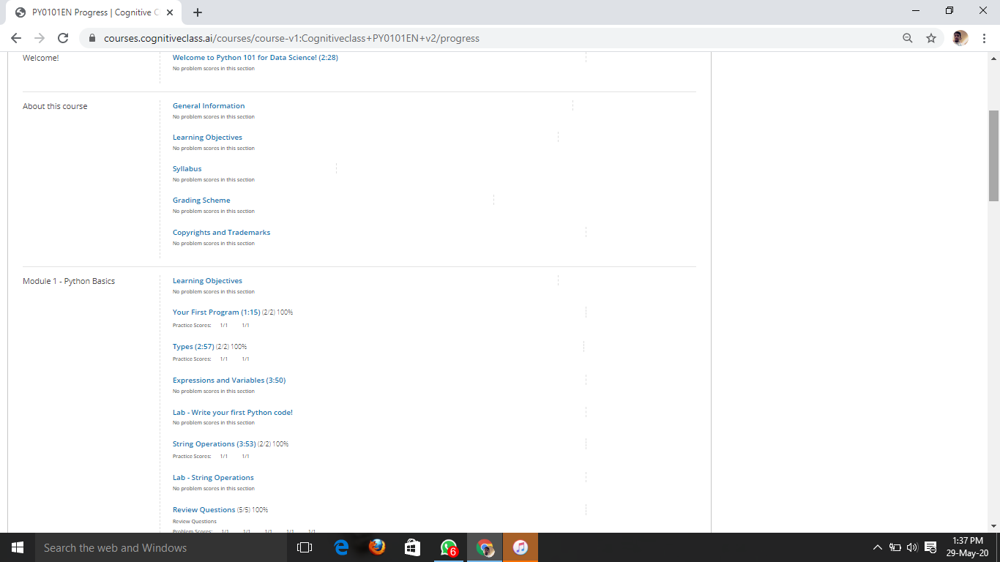 PY0101EN Progress | Cognitive C
courses.cognitiveclass.ai/courses/course-v1:Cognitiveclass+PY0101EN+v2/progress
Welcome!
Welcome to Python 101 for Data Science! (2:28)
No problem scores in this section
About this course
General Information
No problem scores in this section
Learning Objectives
No problem scores in this section
Syllabus
No problem scores in this section
Grading Scheme
No problem scores in this section
Copyrights and Trademarks
No problem scores in this section
Module 1 - Python Basics
Learning Objectives
No problem scores in this section
Your First Program (1:15) (2/2) 100%
Practice Scores: 1/1 1/1
Types (2:57) (2/2) 100%
Practice Scores: 1/1 1/1
Expressions and Variables (3:50)
No problem scores in this section
Lab - Write your first Python code!
No problem scores in this section
String Operations (3:53) (2/2) 100%
Practice Scores: 1/1 1/1
Lab - String Operations
No problem scores in this section
Review Questions (5/5) 100%
Review Questions
Problem Scores: 1/1 1/1 1/1 1/1 1/1
Search the web and Windows
6
1:37 PM
29-May-20